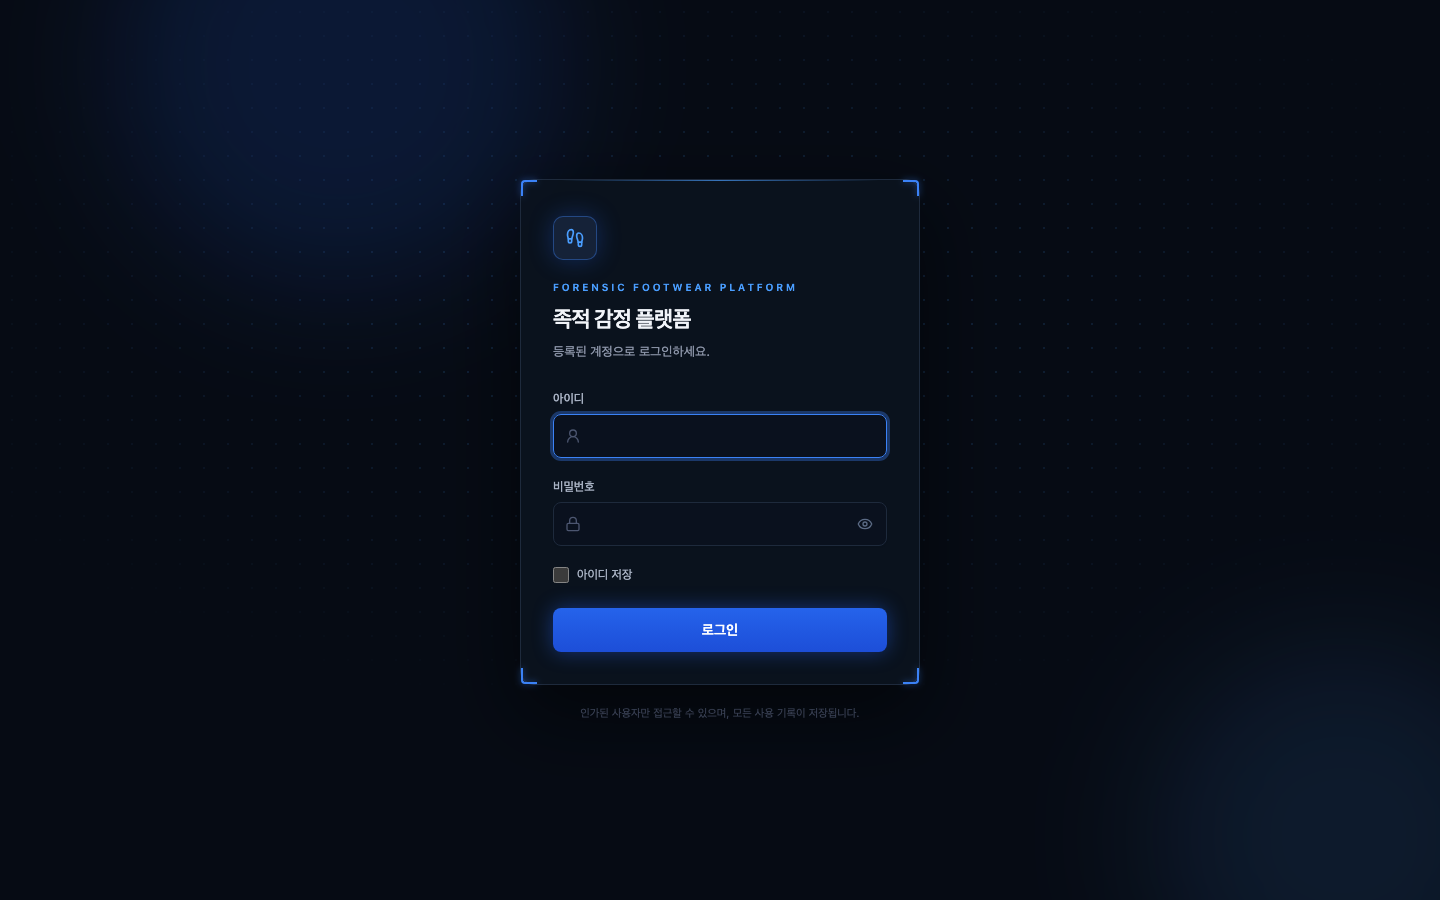 FORENSIC FOOTWEAR PLATFORM
족적 감정 플랫폼
등록된 계정으로 로그인하세요.
아이디
비밀번호
아이디 저장
로그인
인가된 사용자만 접근할 수 있으며, 모든 사용 기록이 저장됩니다.